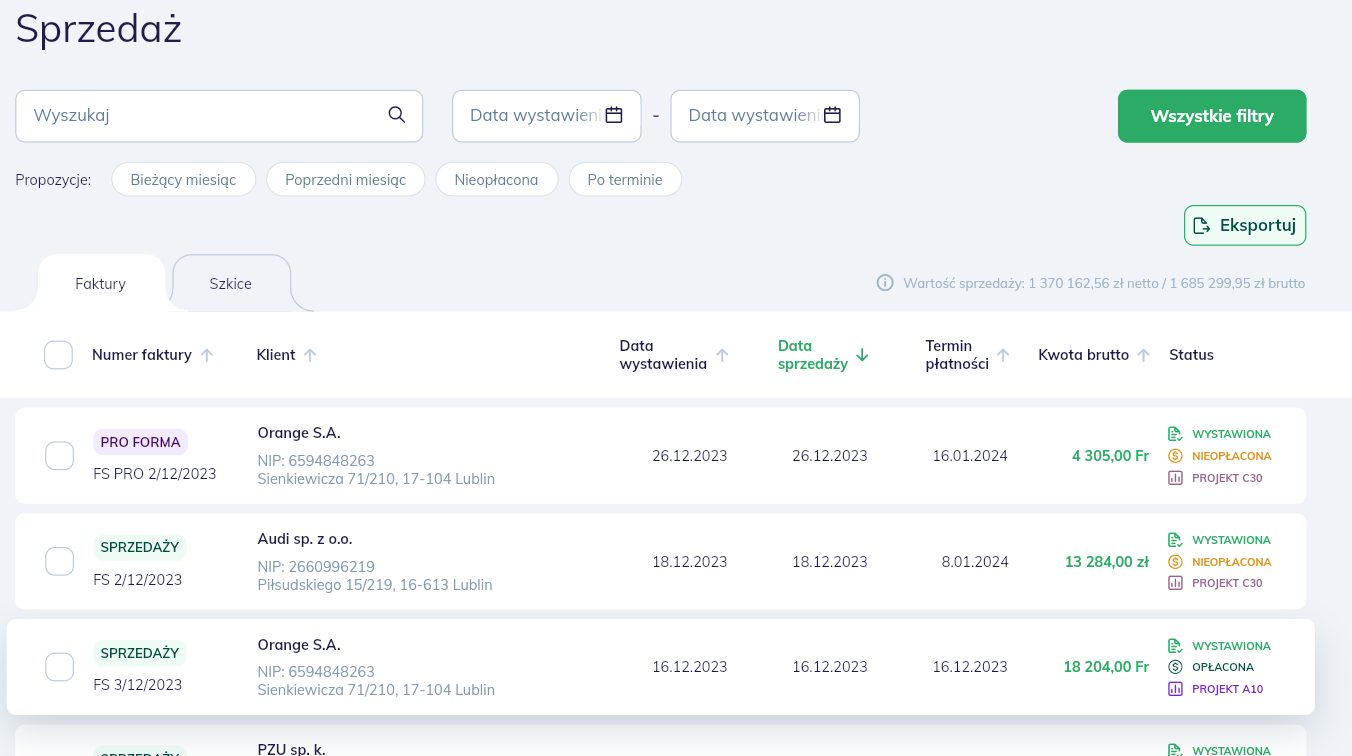 Sprzedaż
Wyszukaj
Data wystawieni
-
Data wystawieni
Wszystkie filtry
Propozycje:
Bieżący miesiąc
Poprzedni miesiąc
Nieopłacona
Po terminie
Eksportuj
Faktury
Szkice
Wartość sprzedaży: 1 370 162,56 zł netto / 1 685 299,95 zł brutto
Numer faktury
Klient
Data
wystawienia
Data
sprzedaży
Termin
płatności
Kwota brutto
Status
PRO FORMA
FS PRO 2/12/2023
Orange S.A.
NIP: 6594848263
Sienkiewicza 71/210, 17-104 Lublin
26.12.2023
26.12.2023
16.01.2024
4 305,00 Fr
WYSTAWIONA
NIEOPŁACONA
PROJEKT C30
SPRZEDAŻY
FS 2/12/2023
Audi sp. z o.o.
NIP: 2660996219
Piłsudskiego 15/219, 16-613 Lublin
18.12.2023
18.12.2023
8.01.2024
13 284,00 zł
WYSTAWIONA
NIEOPŁACONA
PROJEKT C30
SPRZEDAŻY
FS 3/12/2023
Orange S.A.
NIP: 6594848263
Sienkiewicza 71/210, 17-104 Lublin
16.12.2023
16.12.2023
16.12.2023
18 204,00 Fr
WYSTAWIONA
OPŁACONA
PROJEKT A10
SPRZEDAŻY
PZU sp. k.
WYSTAWIONA